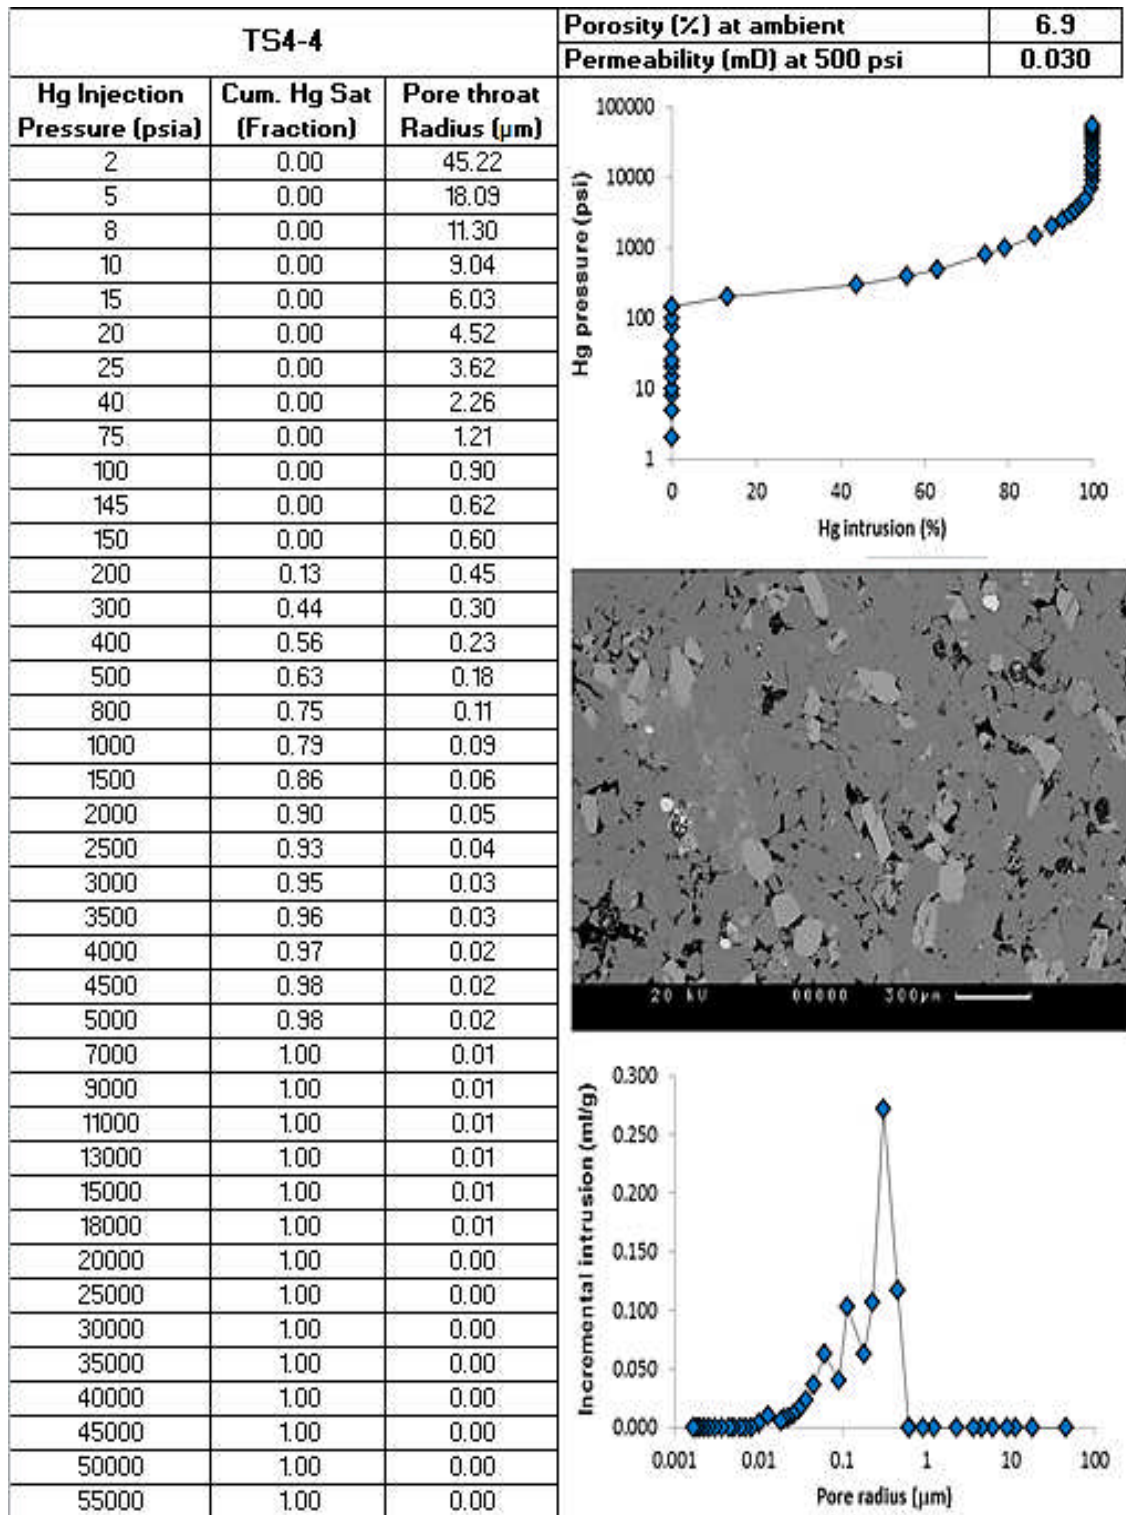 TS4-4
Porosity (%) at ambient 6.9
Permeability (mD) at 500 psi 0.030
Hg Injection Pressure (psia) Cum. Hg Sat (Fraction) Pore throat Radius (μm)
2 0.00 45.22
5 0.00 18.09
8 0.00 11.30
10 0.00 9.04
15 0.00 6.03
20 0.00 4.52
25 0.00 3.62
40 0.00 2.26
75 0.00 1.21
100 0.00 0.90
145 0.00 0.62
150 0.00 0.60
200 0.13 0.45
300 0.44 0.30
400 0.56 0.23
500 0.63 0.18
800 0.75 0.11
1000 0.79 0.09
1500 0.86 0.06
2000 0.90 0.05
2500 0.93 0.04
3000 0.95 0.03
3500 0.96 0.03
4000 0.97 0.02
4500 0.98 0.02
5000 0.98 0.02
7000 1.00 0.01
9000 1.00 0.01
11000 1.00 0.01
13000 1.00 0.01
15000 1.00 0.01
18000 1.00 0.01
20000 1.00 0.00
25000 1.00 0.00
30000 1.00 0.00
35000 1.00 0.00
40000 1.00 0.00
45000 1.00 0.00
50000 1.00 0.00
55000 1.00 0.00
Hg pressure (psi)
100000
10000
1000
100
10
1
0 20 40 60 80 100
Hg intrusion (%)
20 kV 00000 300μm
Incremental intrusion (ml/g)
0.300
0.250
0.200
0.150
0.100
0.050
0.000
0.001 0.01 0.1 1 10 100
Pore radius (μm)